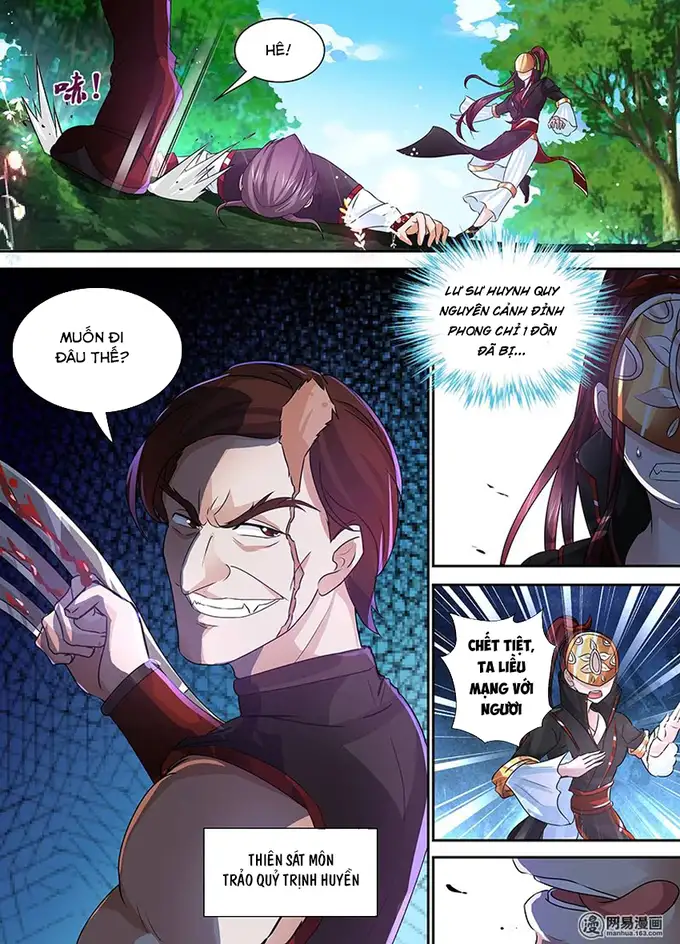 HÊ!
哧!
LƯ SƯ HUYNH QUY
NGUYÊN CẢNH ĐỈNH
PHONG CHỈ 1 ĐÒN
ĐÃ BỊ...
MUỐN ĐI
ĐÂU THẾ?
CHẾT TIỆT,
TA LIỀU
MẠNG VỚI
NGƯƠI
THIÊN SÁT MÔN
TRẢO QUỶ TRỊNH HUYỀN
网易漫画
manhua.163.com